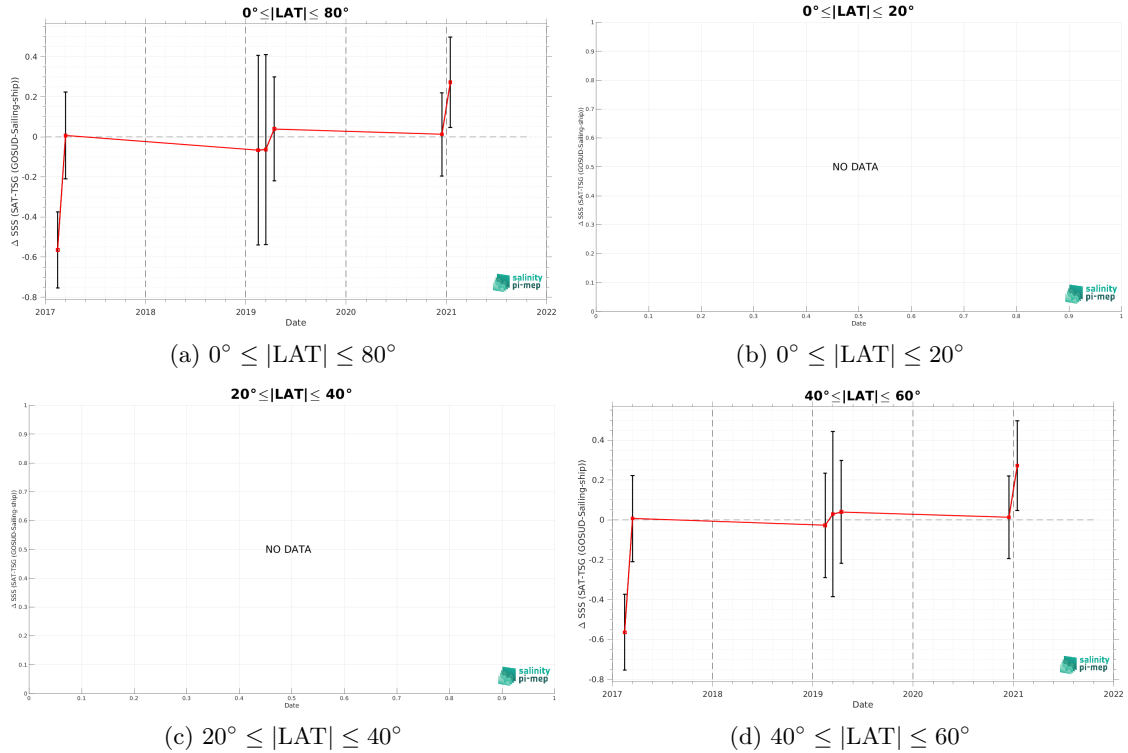 0°≤|LAT|≤ 80°
Δ SSS (SAT-TSG (GOSUD-Sailing-ship))
0.4
0.2
0
-0.2
-0.4
-0.6
-0.8
2017 2018 2019 2020 2021 2022
Date
salinity
pi-mep
(a) 0° ≤ |LAT| ≤ 80°
0°≤|LAT|≤ 20°
Δ SSS (SAT-TSG (GOSUD-Sailing-ship))
1
0.9
0.8
0.7
0.6
0.5
0.4
0.3
0.2
0.1
0
NO DATA
0 0.1 0.2 0.3 0.4 0.5 0.6 0.7 0.8 0.9 1
Date
salinity
pi-mep
(b) 0° ≤ |LAT| ≤ 20°
20°≤|LAT|≤ 40°
Δ SSS (SAT-TSG (GOSUD-Sailing-ship))
1
0.9
0.8
0.7
0.6
0.5
0.4
0.3
0.2
0.1
0
NO DATA
0 0.1 0.2 0.3 0.4 0.5 0.6 0.7 0.8 0.9 1
Date
salinity
pi-mep
(c) 20° ≤ |LAT| ≤ 40°
40°≤|LAT|≤ 60°
Δ SSS (SAT-TSG (GOSUD-Sailing-ship))
0.4
0.2
0
-0.2
-0.4
-0.6
-0.8
2017 2018 2019 2020 2021 2022
Date
salinity
pi-mep
(d) 40° ≤ |LAT| ≤ 60°